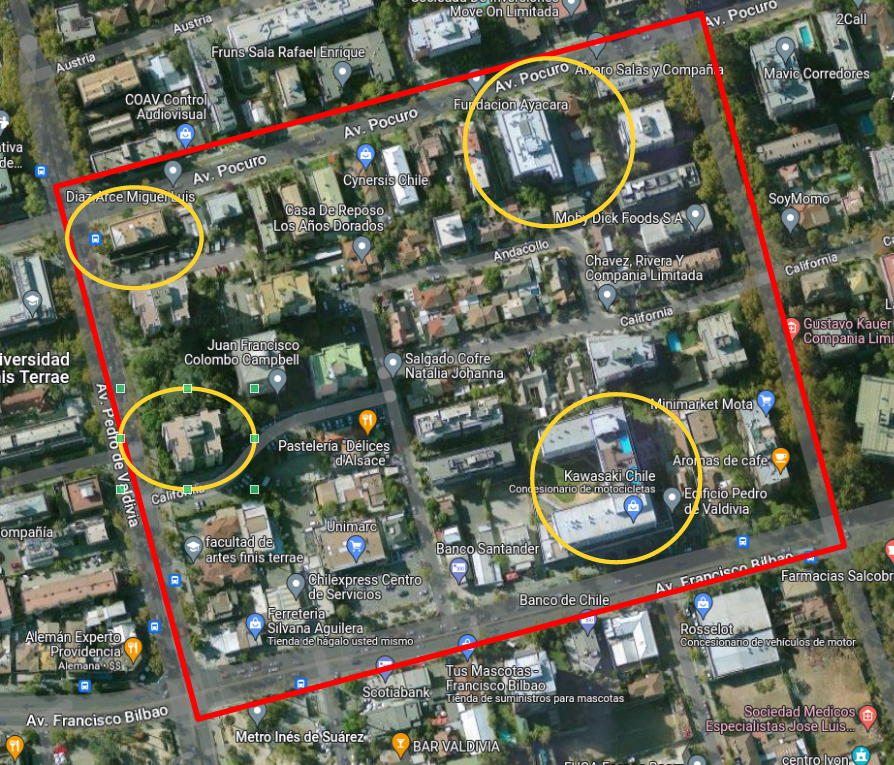 Sociedad De Inversiones
Move On Limitada
Av. Pocuro
2Call
Austria
Austria
Fruns Sala Rafael Enrique
Av. Pocuro
Alvaro Salas y Compañia
Mavic Corredores
COAV Control
Audiovisual
Fundacion Ayacara
Av. Pocuro
Av. Pocuro
Cynersis Chile
Diaz Arce Miguel Luis
Casa De Reposo
Los Años Dorados
Moby Dick Foods S A
SoyMomo
Andacollo
Chavez, Rivera Y
Compania Limitada
California
California
Gustavo Kauer
Compania Limi
iversidad
nis Terrae
Juan Francisco
Colombo Campbell
Salgado Cofre
Natalia Johanna
Av. Pedro de Valdivia
Minimarket Mota
Pasteleria "Délices
d'Alsace"
Aromas de cafe
Kawasaki Chile
Concesionario de motocicletas
Edificio Pedro
de Valdivia
California
ompañía
facultad de
artes finis terrae
Unimarc
Banco Santander
Chilexpress Centro
de Servicios
Av. Francisco Bilbao
Farmacias Salcobr
Banco de Chile
Ferreteria
Silvana Aguilera
Tienda de hágalo usted mismo
Rosselot
Concesionario de vehículos de motor
Alemán Experto
Providencia
Alemana • $$
Tus Mascotas -
Francisco Bilbao
Tienda de suministros para mascotas
Scotiabank
Av. Francisco Bilbao
Metro Inés de Suárez
BAR VALDIVIA
Sociedad Medicos
Especialistas Jose Luis...
centro Ivon